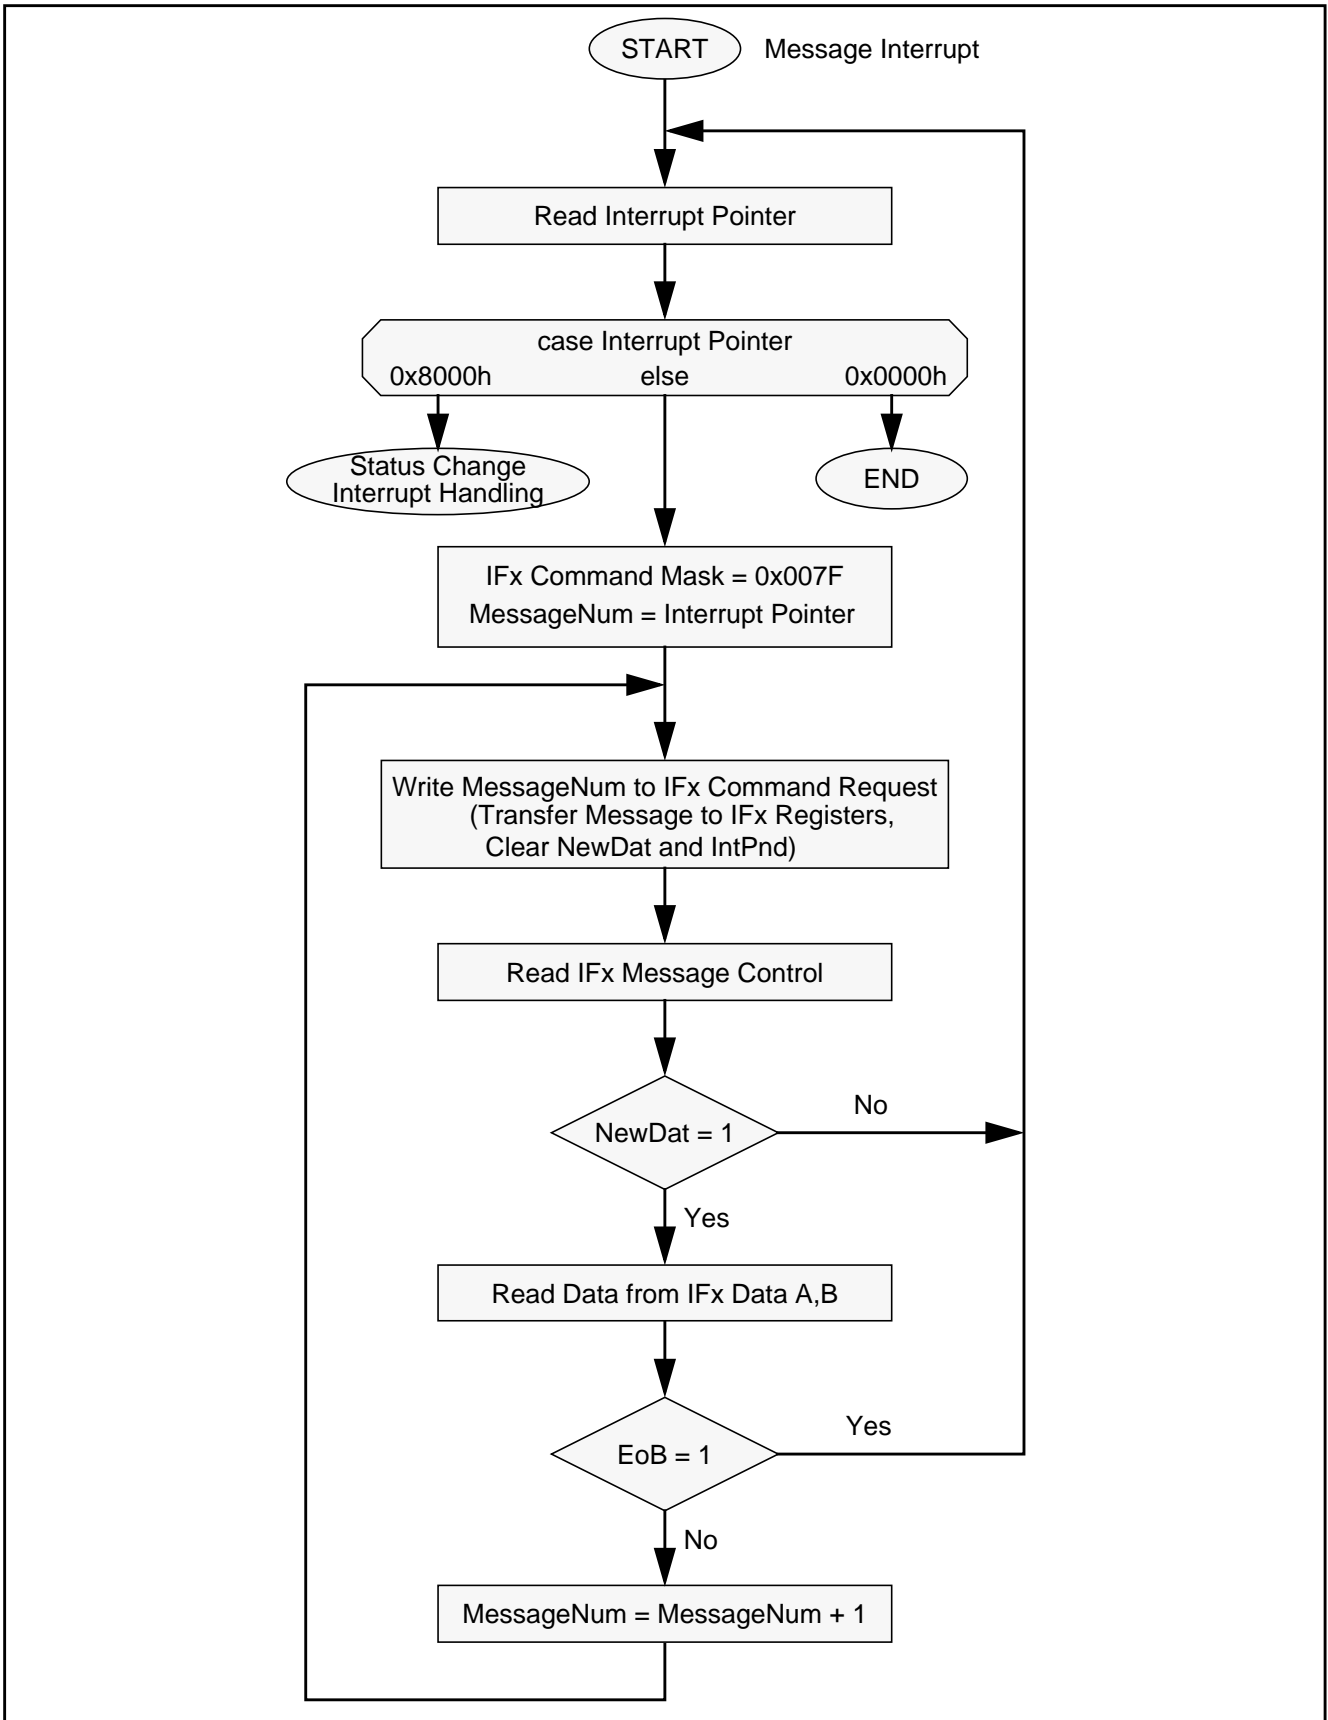 START
Message Interrupt
Read Interrupt Pointer
case Interrupt Pointer
0x8000h
else
0x0000h
Status Change
Interrupt Handling
END
IFx Command Mask = 0x007F
MessageNum = Interrupt Pointer
Write MessageNum to IFx Command Request
(Transfer Message to IFx Registers,
Clear NewDat and IntPnd)
Read IFx Message Control
NewDat = 1
No
Yes
Read Data from IFx Data A,B
EoB = 1
Yes
No
MessageNum = MessageNum + 1